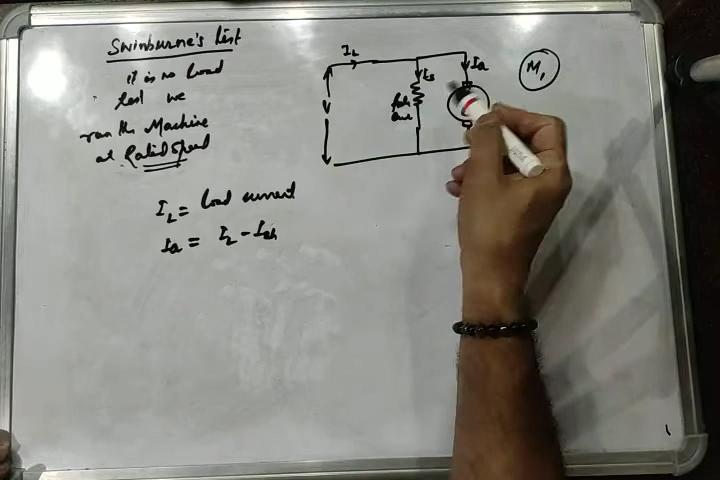 Swinburne's Test
it is no load
test we
run the Machine
at Rated Speed
IL = load current
Ia = IL - Ish
IL
Is
Ia
V
M1